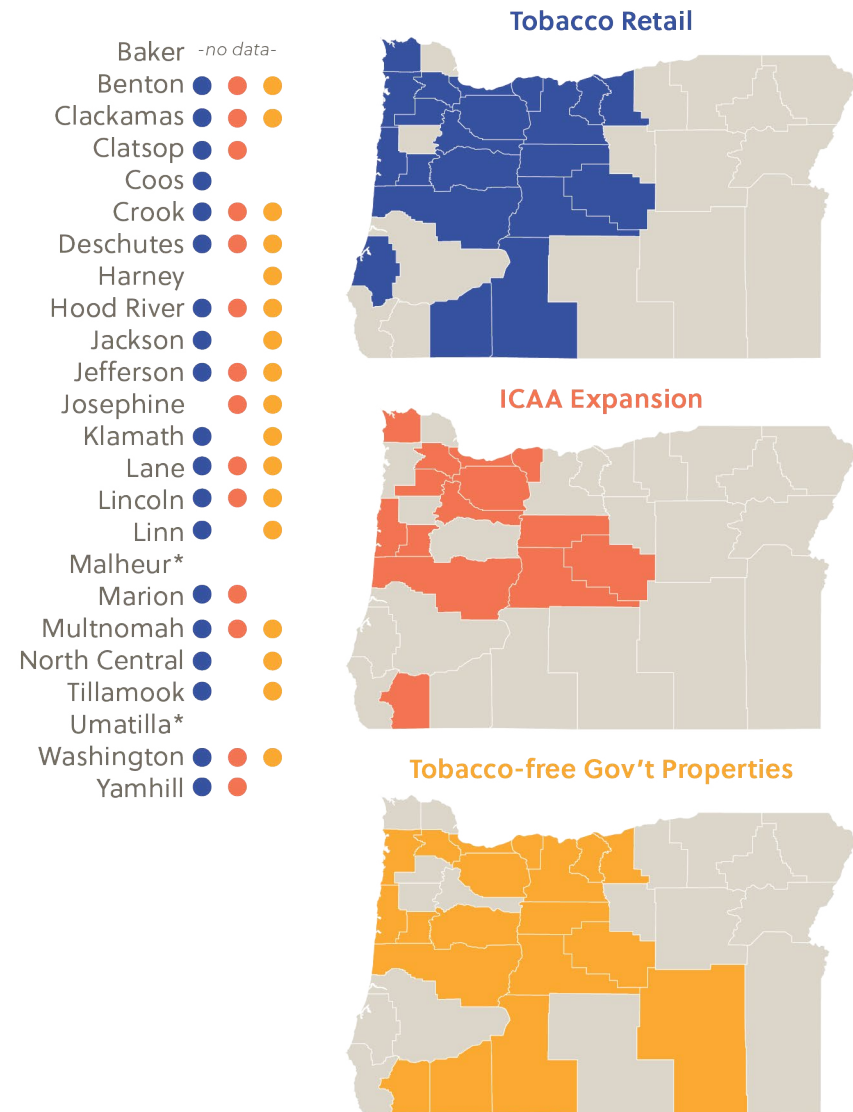 Tobacco Retail
Baker -no data-
Benton
Clackamas
Clatsop
Coos
Crook
Deschutes
Harney
Hood River
Jackson
Jefferson
Josephine
Klamath
Lane
Lincoln
Linn
Malheur*
Marion
Multnomah
North Central
Tillamook
Umatilla*
Washington
Yamhill
ICAA Expansion
Tobacco-free Gov’t Properties